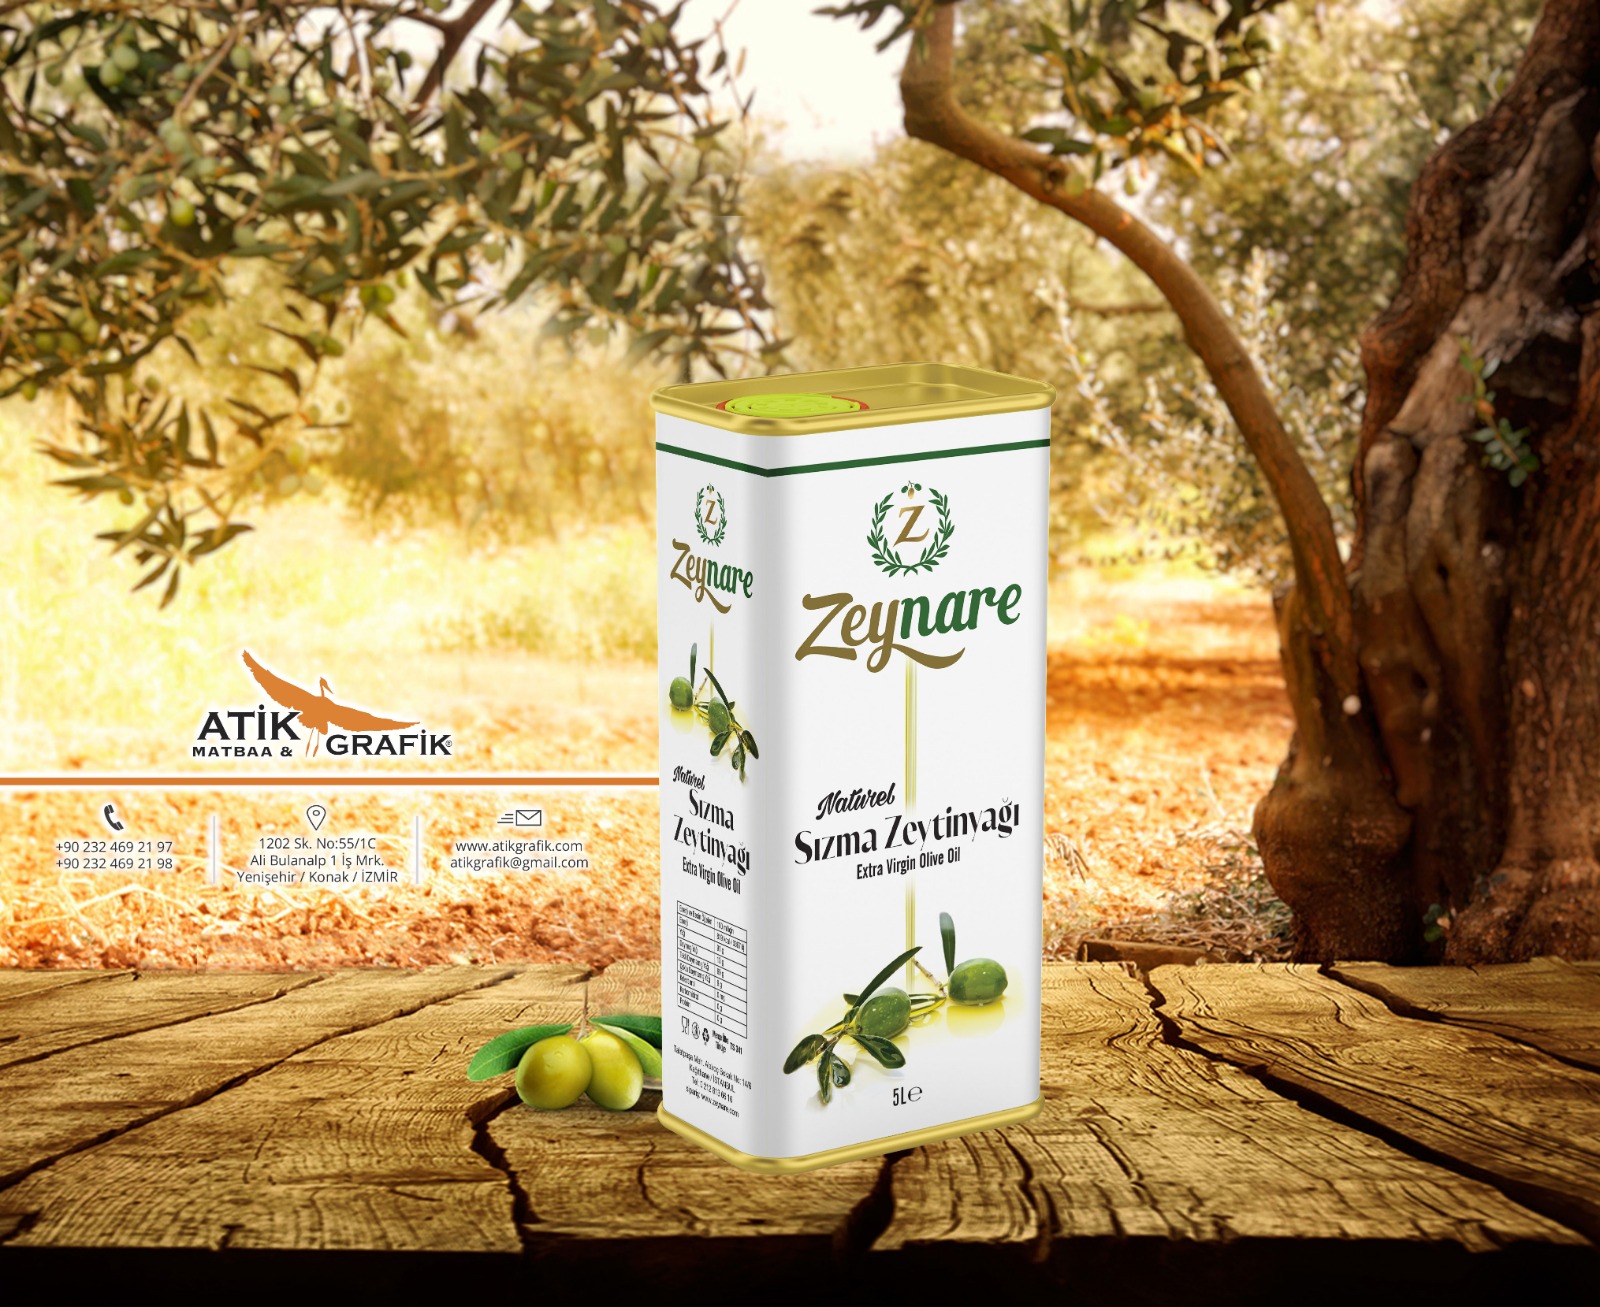 ATİK
MATBAA &
GRAFİK®
+90 232 469 21 97
+90 232 469 21 98
1202 Sk. No:55/1C
Ali Bulanalp 1 İş Mrk.
Yenişehir / Konak / İZMİR
www.atikgrafik.com
atikgrafik@gmail.com
Z
Zeynare
Naturel
Sızma
Zeytinyağı
Extra Virgin Olive Oil
Kağıthane / İSTANBUL
Z
Zeynare
Naturel
Sızma Zeytinyağı
Extra Virgin Olive Oil
5L℮